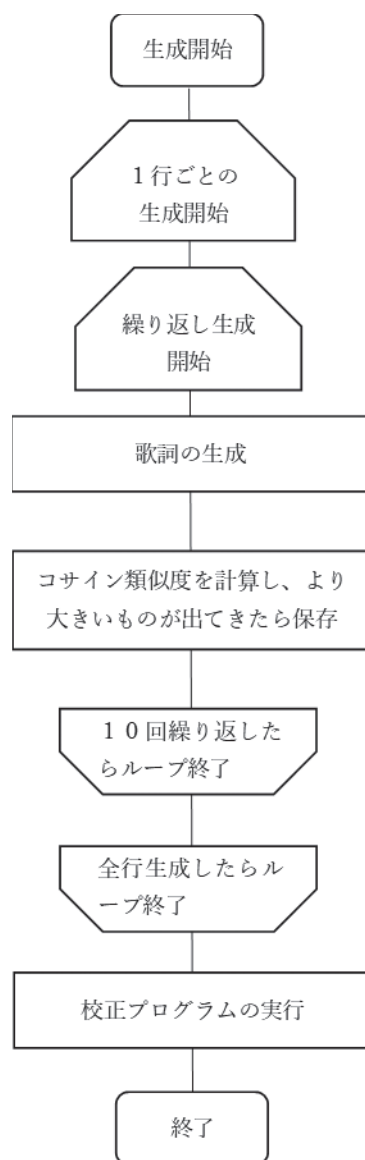 生成開始
１行ごとの
生成開始
繰り返し生成
開始
歌詞の生成
コサイン類似度を計算し、より
大きいものが出てきたら保存
１０回繰り返した
らループ終了
全行生成したらル
ープ終了
校正プログラムの実行
終了